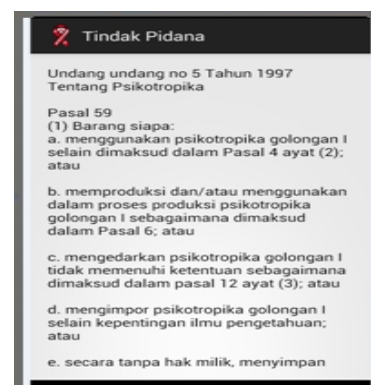 Tindak Pidana
Undang undang no 5 Tahun 1997
Tentang Psikotropika
Pasal 59
(1) Barang siapa:
a. menggunakan psikotropika golongan I
selain dimaksud dalam Pasal 4 ayat (2);
atau
b. memproduksi dan/atau menggunakan
dalam proses produksi psikotropika
golongan I sebagaimana dimaksud
dalam Pasal 6; atau
c. mengedarkan psikotropika golongan I
tidak memenuhi ketentuan sebagaimana
dimaksud dalam pasal 12 ayat (3); atau
d. mengimpor psikotropika golongan I
selain kepentingan ilmu pengetahuan;
atau
e. secara tanpa hak milik, menyimpan